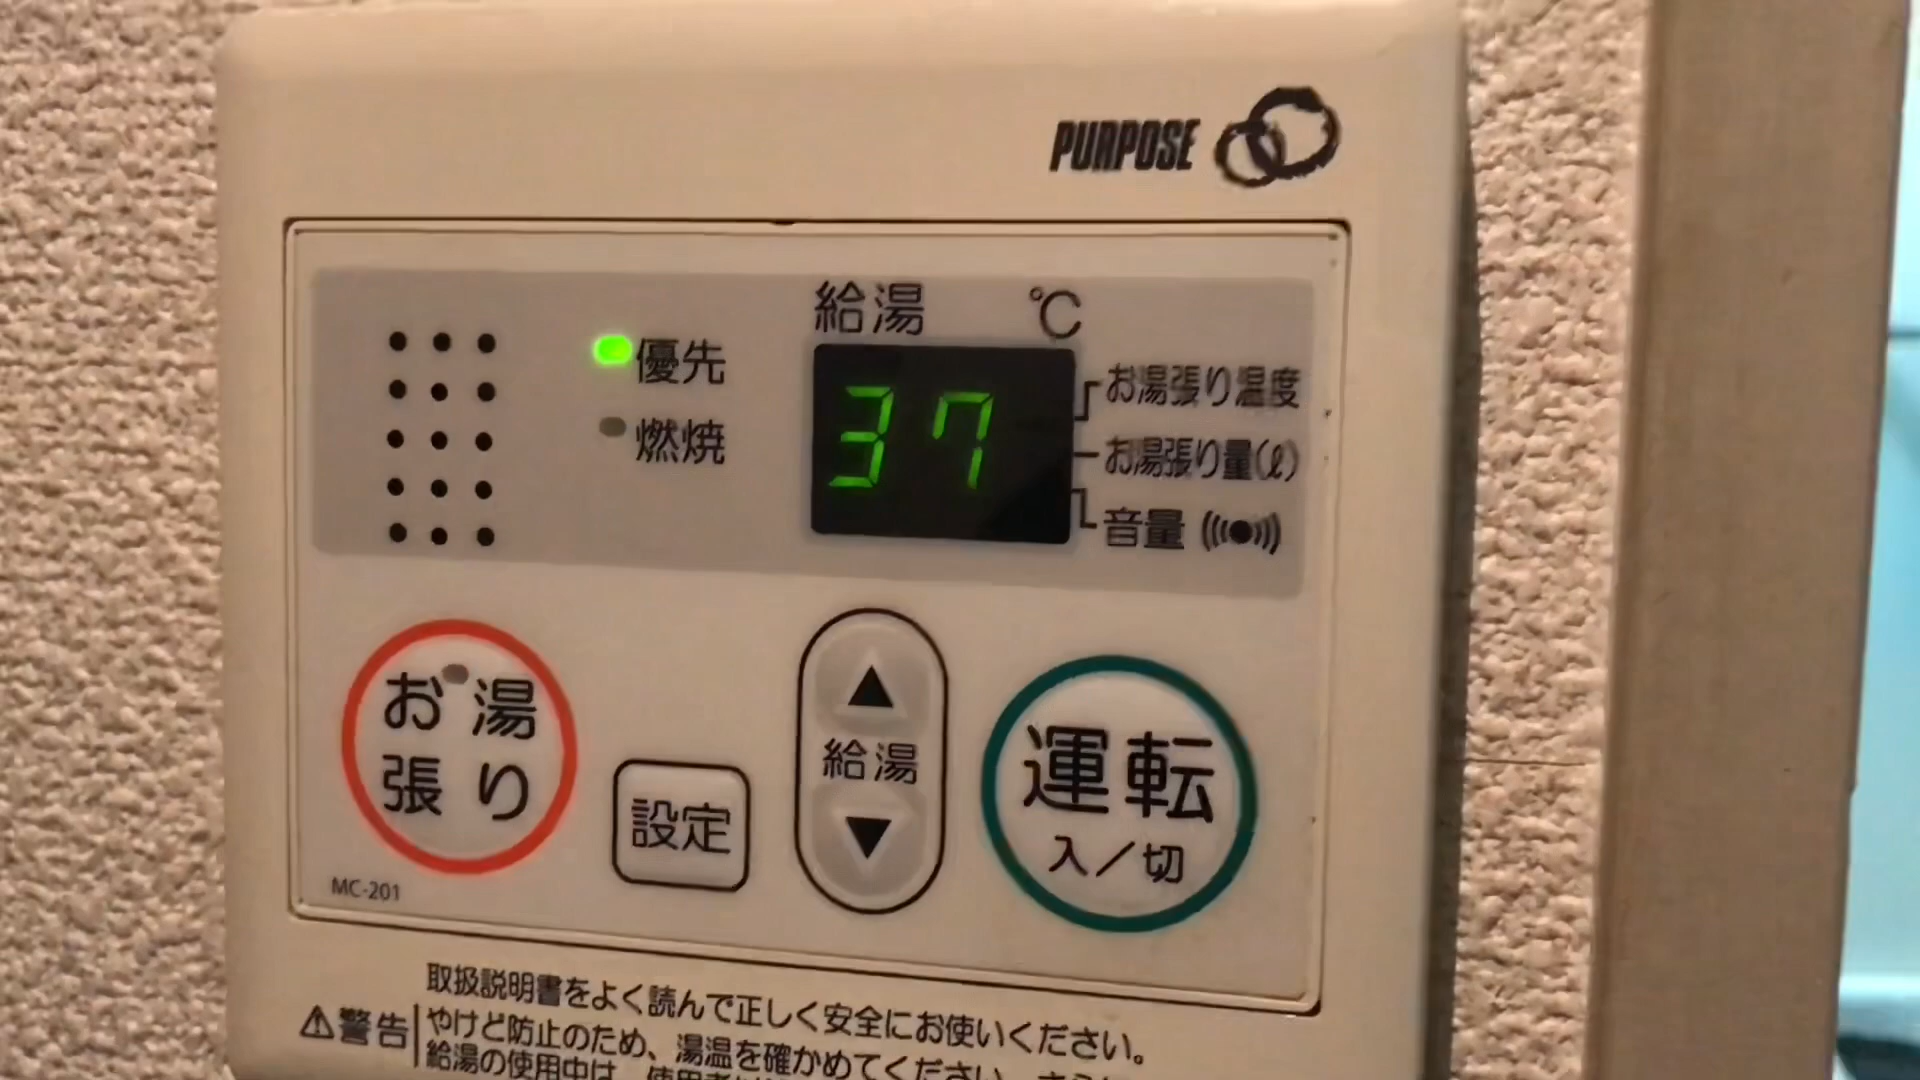 PURPOSE
給湯 ℃
優先
燃焼
37
お湯張り温度
お湯張り量(ℓ)
音量
お湯
張り
設定
▲
給湯
▼
運転
入/切
MC-201
取扱説明書をよく読んで正しく安全にお使いください。
⚠警告
やけど防止のため、湯温を確かめてください。
給湯の使用中は、